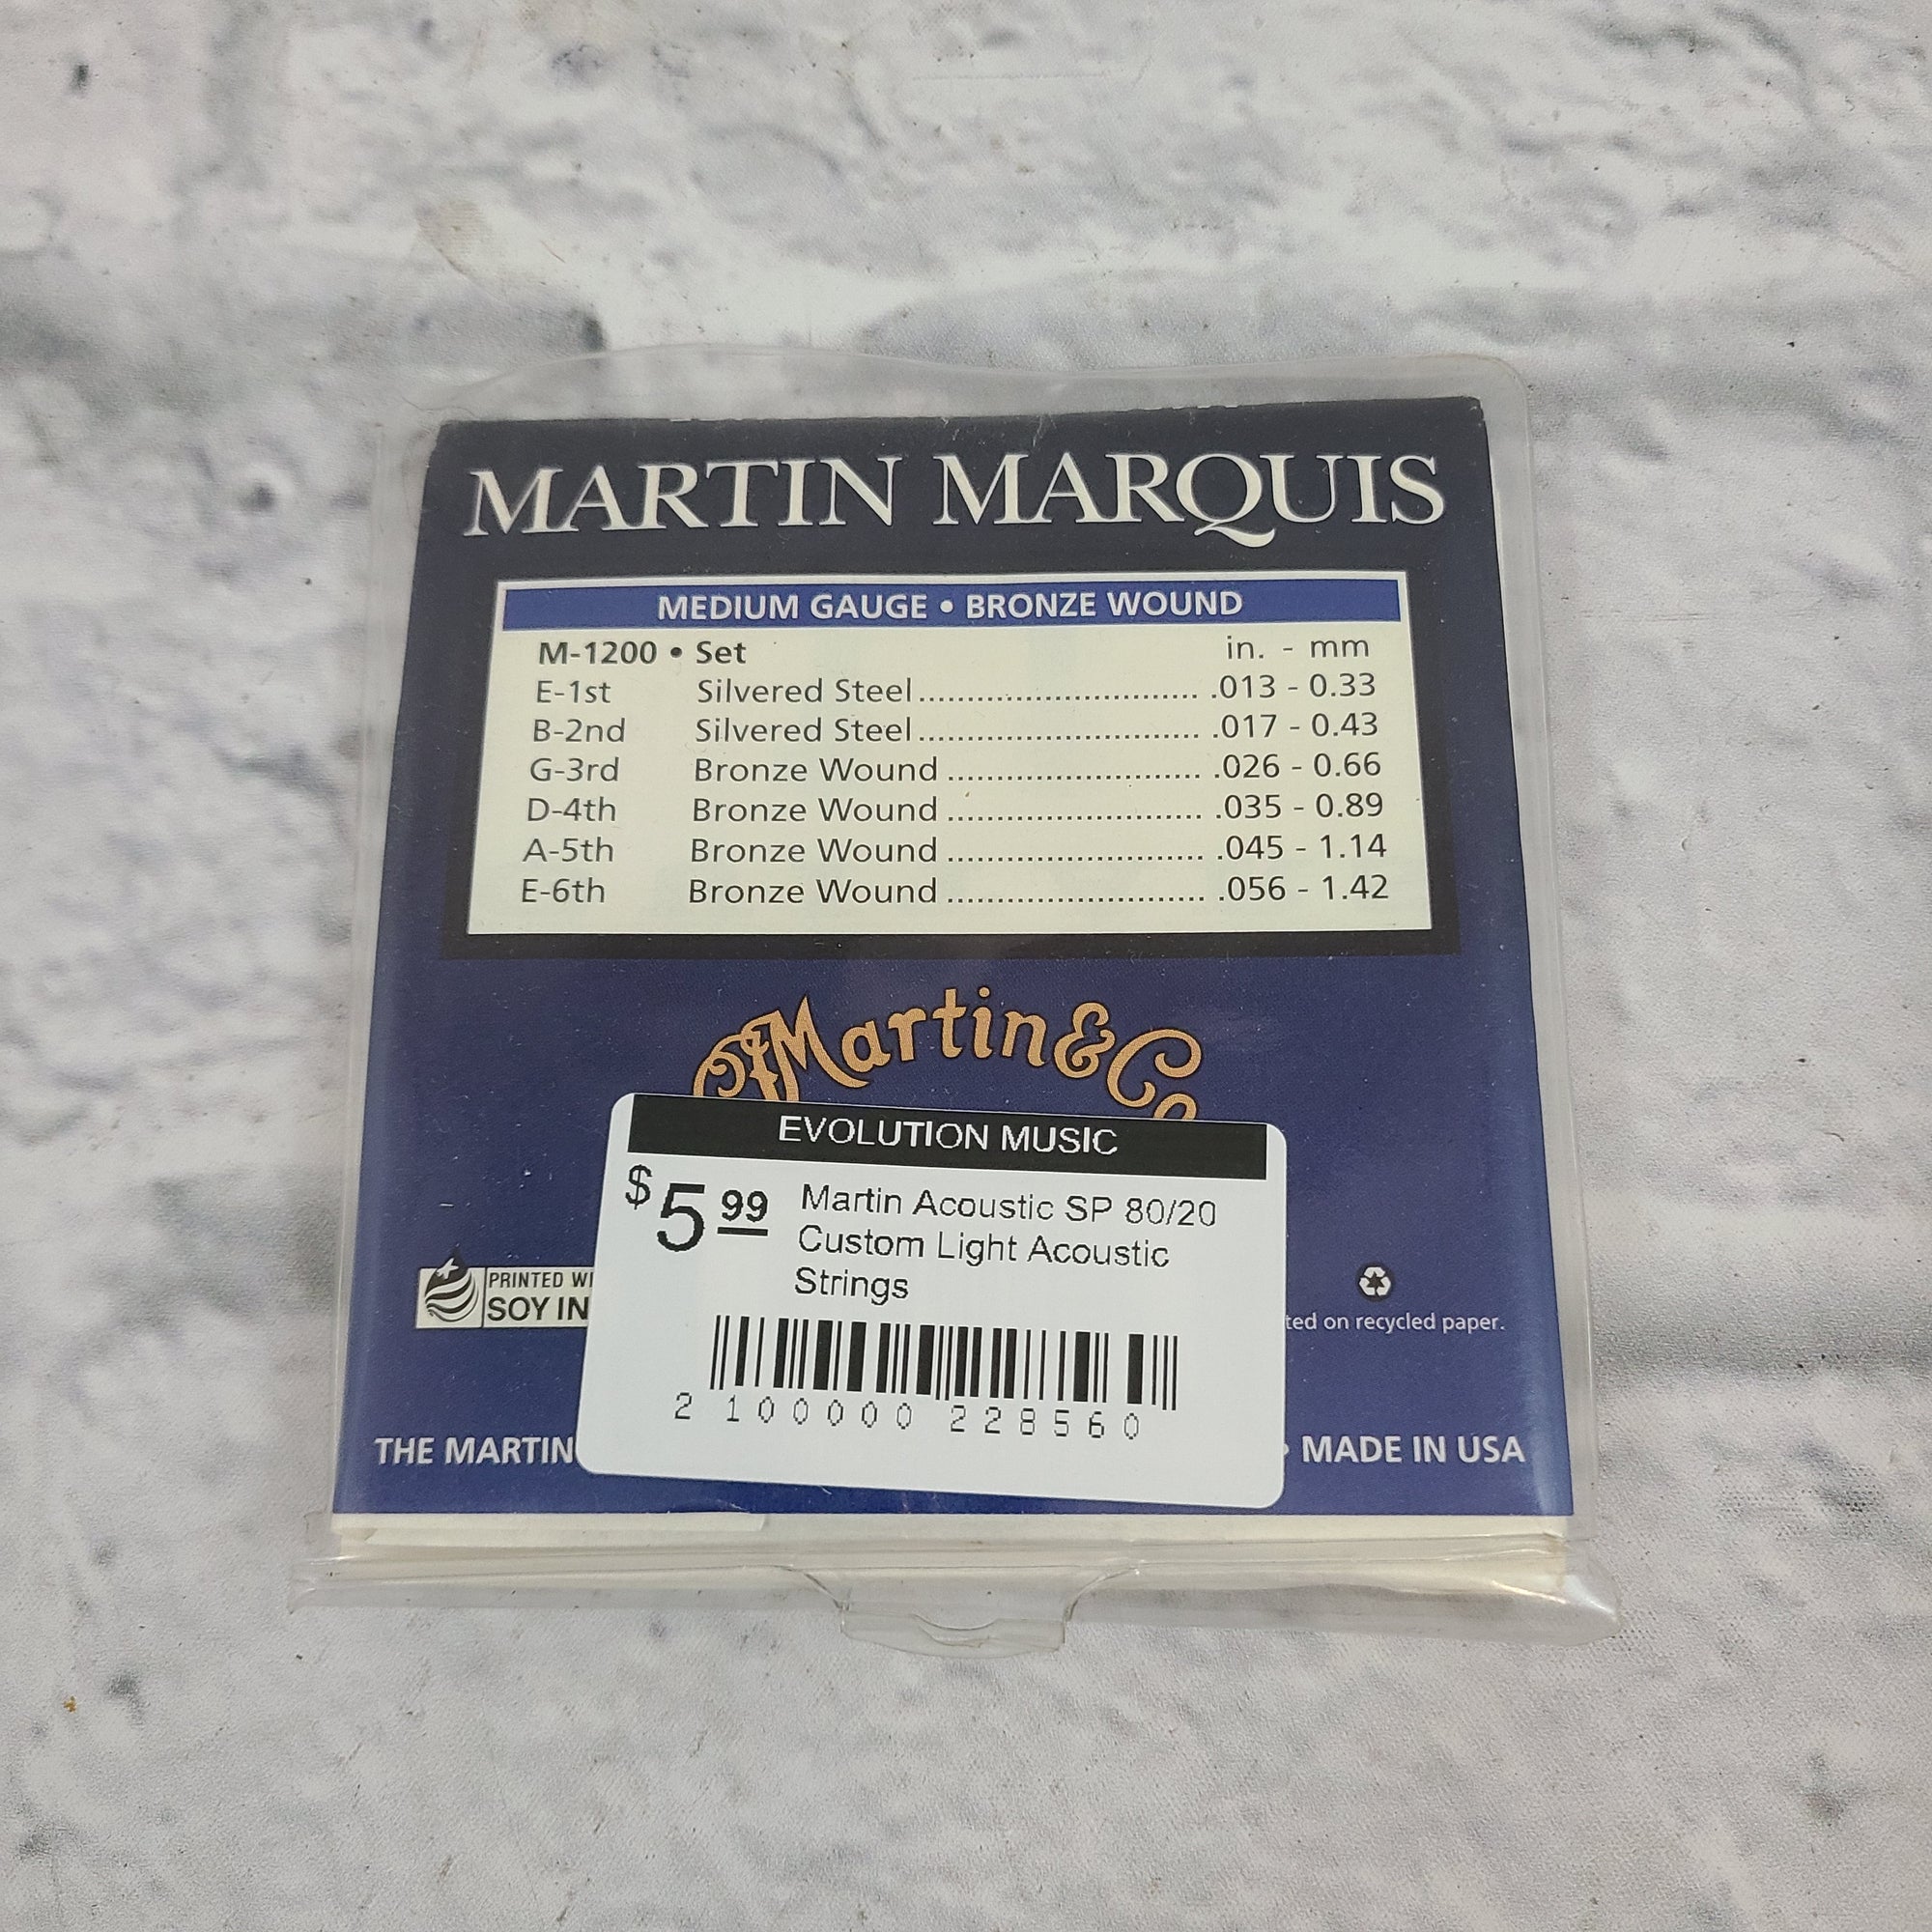 MARTIN MARQUIS
MEDIUM GAUGE • BRONZE WOUND
M-1200 • Set in. - mm
E-1st Silvered Steel .013 - 0.33
B-2nd Silvered Steel .017 - 0.43
G-3rd Bronze Wound .026 - 0.66
D-4th Bronze Wound .035 - 0.89
A-5th Bronze Wound .045 - 1.14
E-6th Bronze Wound .056 - 1.42
CF Martin & Co
EVOLUTION MUSIC
$5.99 Martin Acoustic SP 80/20
Custom Light Acoustic
Strings
2 100000 228560
PRINTED WI
SOY IN
ted on recycled paper.
THE MARTIN • MADE IN USA